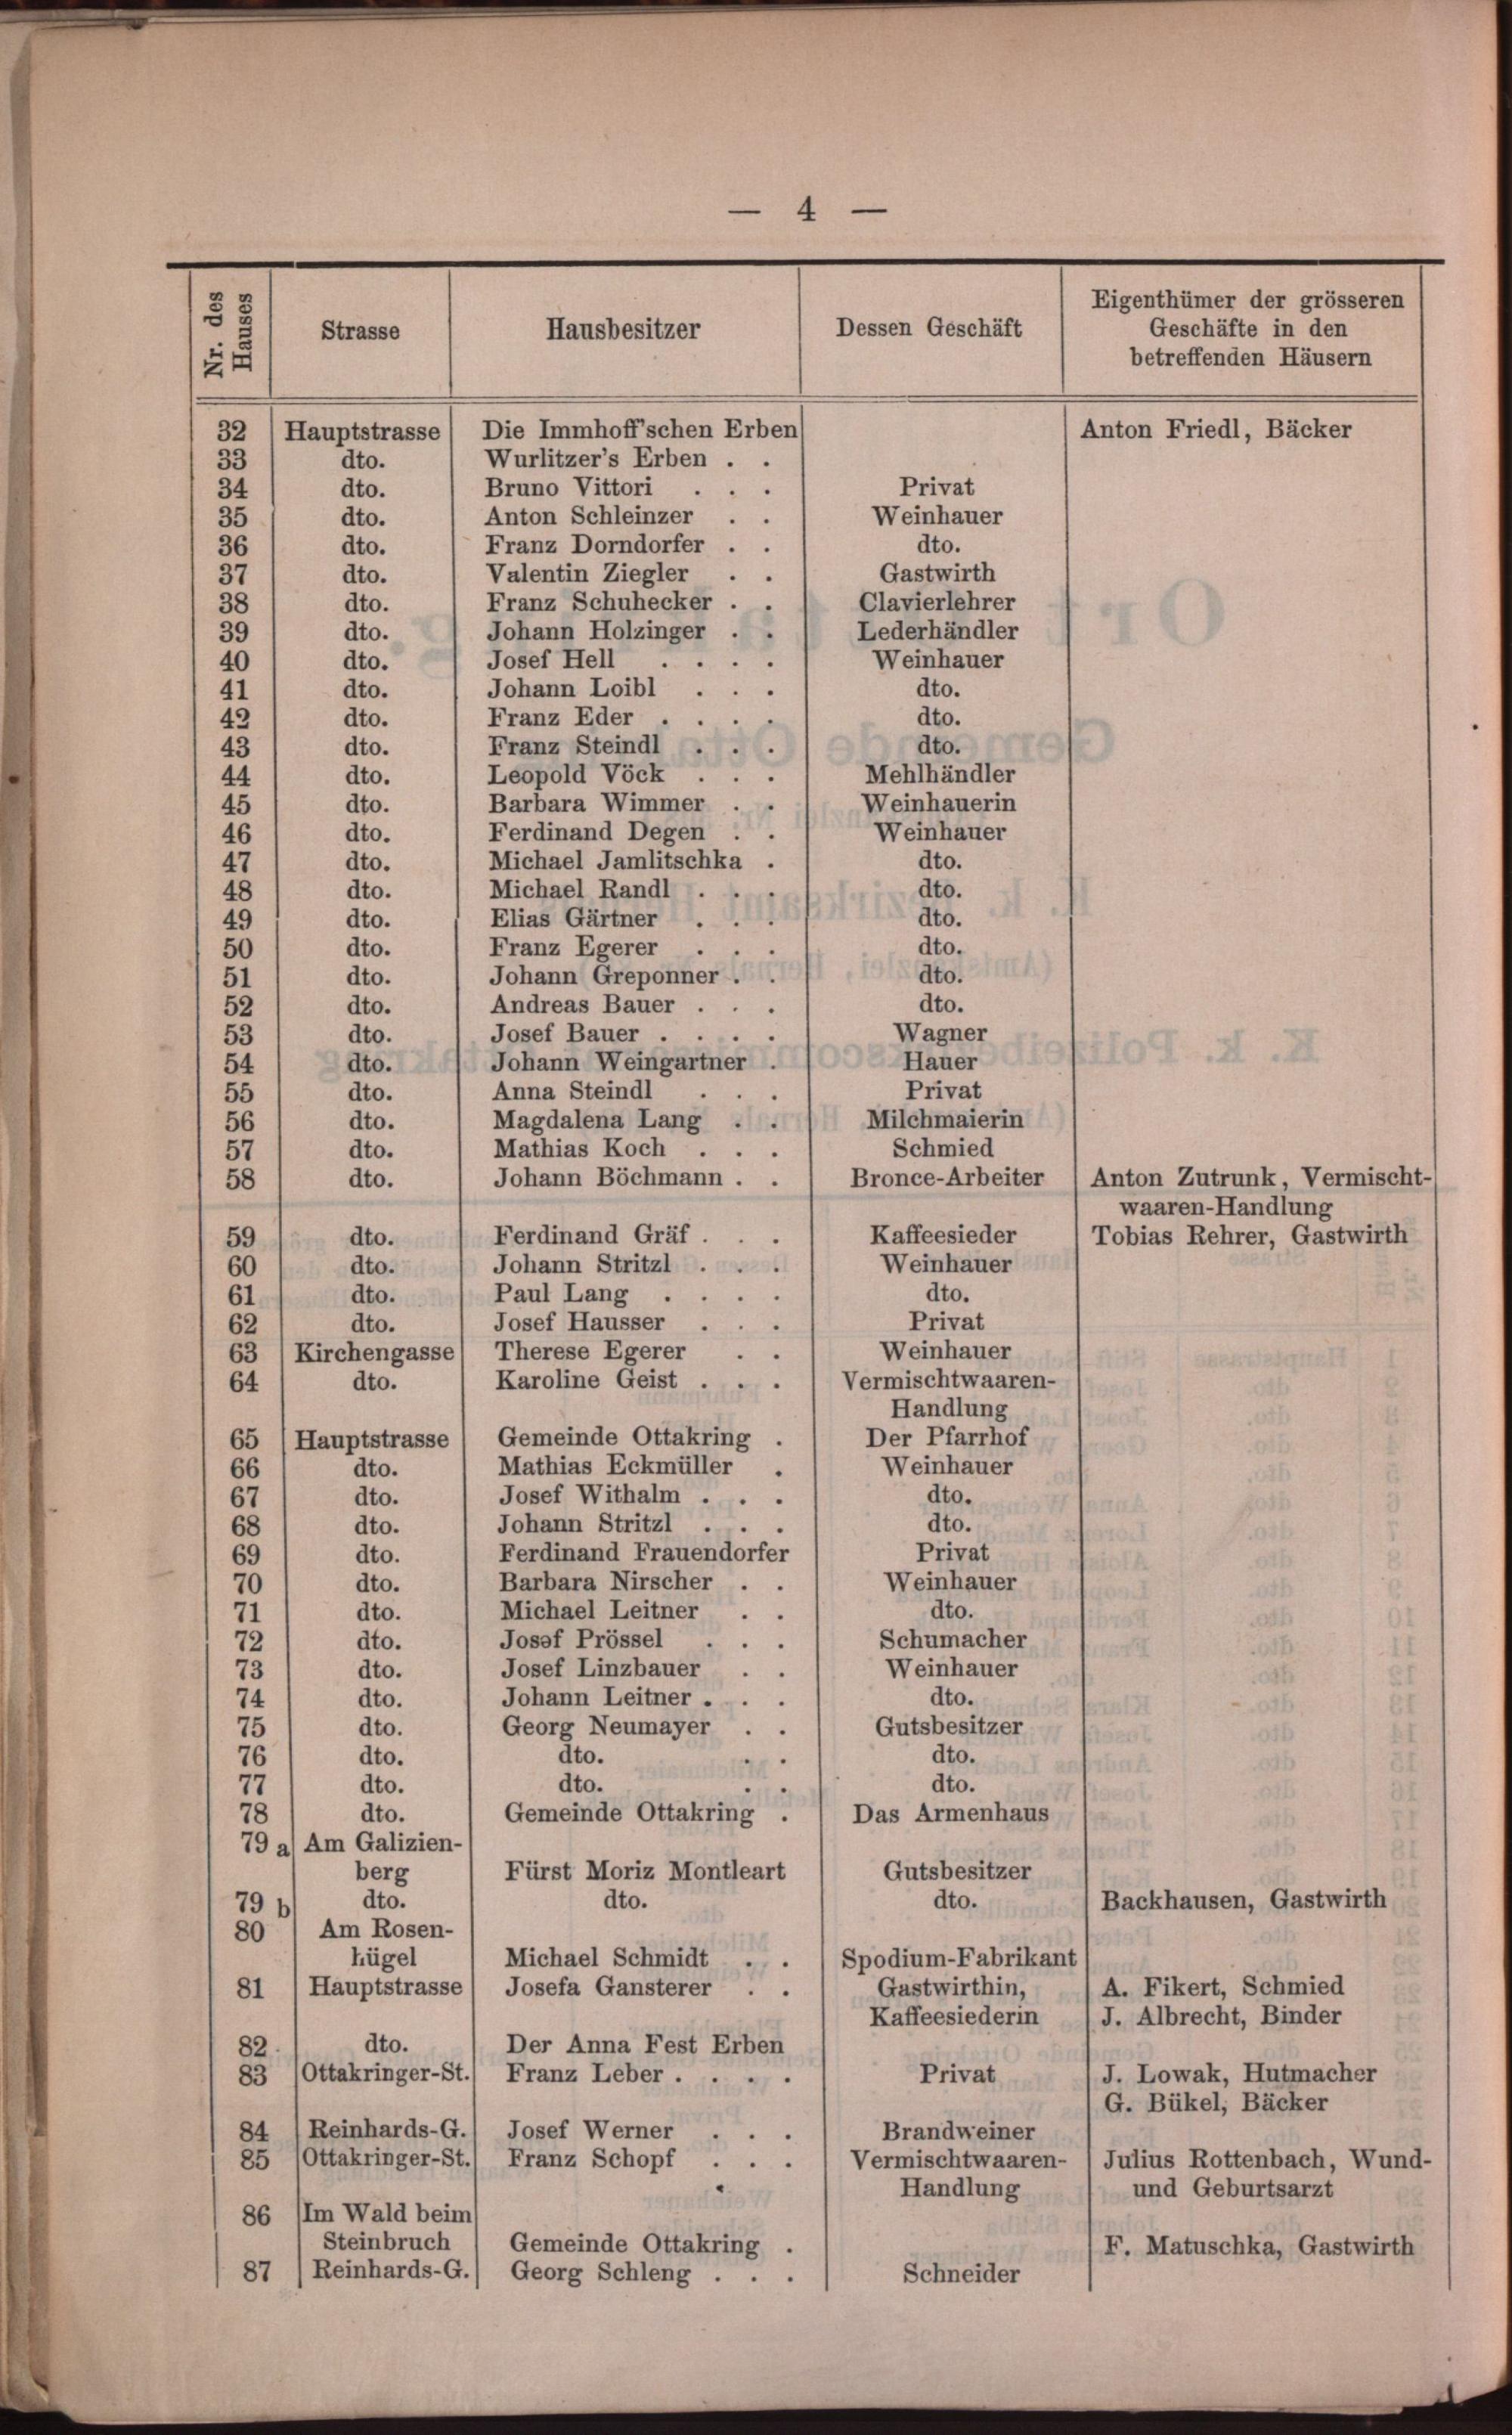 — 4 —
Nr. des Hauses Strasse Hausbesitzer Dessen Geschäft Eigenthümer der grösseren Geschäfte in den betreffenden Häusern
32 Hauptstrasse Die Immhoff'schen Erben Anton Friedl, Bäcker
33 dto. Wurlitzer's Erben . .
34 dto. Bruno Vittori . . . Privat
35 dto. Anton Schleinzer . . Weinhauer
36 dto. Franz Dorndorfer . . dto.
37 dto. Valentin Ziegler . . Gastwirth
38 dto. Franz Schuhecker . . Clavierlehrer
39 dto. Johann Holzinger . . Lederhändler
40 dto. Josef Hell . . . . Weinhauer
41 dto. Johann Loibl . . . dto.
42 dto. Franz Eder . . . . dto.
43 dto. Franz Steindl . . . dto.
44 dto. Leopold Vöck . . . Mehlhändler
45 dto. Barbara Wimmer . . Weinhauerin
46 dto. Ferdinand Degen . . Weinhauer
47 dto. Michael Jamlitschka . dto.
48 dto. Michael Randl . . . dto.
49 dto. Elias Gärtner . . . dto.
50 dto. Franz Egerer . . . dto.
51 dto. Johann Greponner . . dto.
52 dto. Andreas Bauer . . . dto.
53 dto. Josef Bauer . . . . Wagner
54 dto. Johann Weingartner . Hauer
55 dto. Anna Steindl . . . Privat
56 dto. Magdalena Lang . . Milchmaierin
57 dto. Mathias Koch . . . Schmied
58 dto. Johann Böchmann . . Bronce-Arbeiter Anton Zutrunk, Vermischt-
waaren-Handlung
59 dto. Ferdinand Gräf . . . Kaffeesieder Tobias Rehrer, Gastwirth
60 dto. Johann Stritzl . . . Weinhauer
61 dto. Paul Lang . . . . dto.
62 dto. Josef Hausser . . . Privat
63 Kirchengasse Therese Egerer . . Weinhauer
64 dto. Karoline Geist . . . Vermischtwaaren-
Handlung
65 Hauptstrasse Gemeinde Ottakring . Der Pfarrhof
66 dto. Mathias Eckmüller . Weinhauer
67 dto. Josef Withalm . . . dto.
68 dto. Johann Stritzl . . . dto.
69 dto. Ferdinand Frauendorfer Privat
70 dto. Barbara Nirscher . . Weinhauer
71 dto. Michael Leitner . . dto.
72 dto. Josef Prössel . . . Schumacher
73 dto. Josef Linzbauer . . Weinhauer
74 dto. Johann Leitner . . . dto.
75 dto. Georg Neumayer . . Gutsbesitzer
76 dto. dto. . . dto.
77 dto. dto. . . dto.
78 dto. Gemeinde Ottakring . Das Armenhaus
79 a Am Galizien-
berg Fürst Moriz Montleart Gutsbesitzer
79 b dto. dto. dto. Backhausen, Gastwirth
80 Am Rosen-
hügel Michael Schmidt . . Spodium-Fabrikant
81 Hauptstrasse Josefa Gansterer . . Gastwirthin, A. Fikert, Schmied
Kaffeesiederin J. Albrecht, Binder
82 dto. Der Anna Fest Erben
83 Ottakringer-St. Franz Leber . . . . Privat J. Lowak, Hutmacher
G. Bükel, Bäcker
84 Reinhards-G. Josef Werner . . . Brandweiner
85 Ottakringer-St. Franz Schopf . . . Vermischtwaaren- Julius Rottenbach, Wund-
Handlung und Geburtsarzt
86 Im Wald beim
Steinbruch Gemeinde Ottakring . F. Matuschka, Gastwirth
87 Reinhards-G. Georg Schleng . . . Schneider